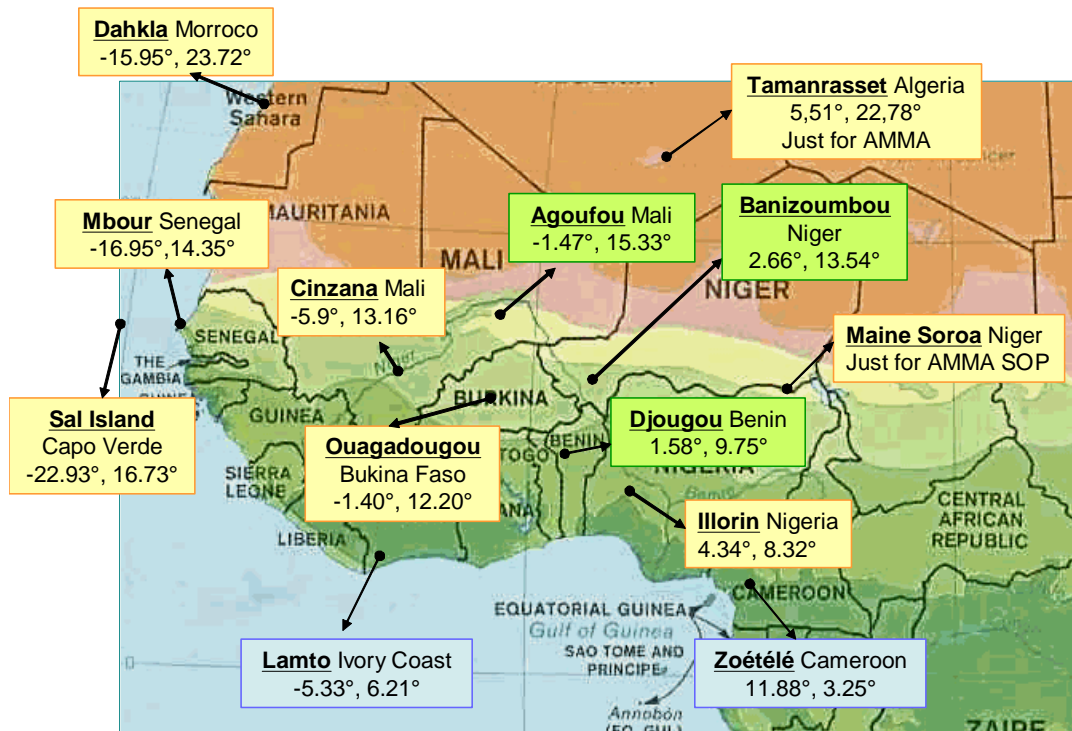 Dahkla Morroco
-15.95°, 23.72°
Tamanrasset Algeria
5,51°, 22,78°
Just for AMMA
Western
Sahara
MAURITANIA
Mbour Senegal
-16.95°,14.35°
Agoufou Mali
-1.47°, 15.33°
Banizoumbou
Niger
2.66°, 13.54°
MALI
NIGER
Cinzana Mali
-5.9°, 13.16°
Maine Soroa Niger
Just for AMMA SOP
SENEGAL
THE
GAMBIA
Niger
Sal Island
Capo Verde
-22.93°, 16.73°
GUINEA
BURKINA
Djougou Benin
1.58°, 9.75°
Ouagadougou
Bukina Faso
-1.40°, 12.20°
BENIN
TOGO
NIGERIA
SIERRA
LEONE
CENTRAL
AFRICAN
REPUBLIC
Illorin Nigeria
4.34°, 8.32°
LIBERIA
CAMEROON
EQUATORIAL GUINEA
Gulf of Guinea
SAO TOME AND
PRINCIPE
Lamto Ivory Coast
-5.33°, 6.21°
Zoétélé Cameroon
11.88°, 3.25°
0
Annobón
(EQ. GUI.)
ZAIRE